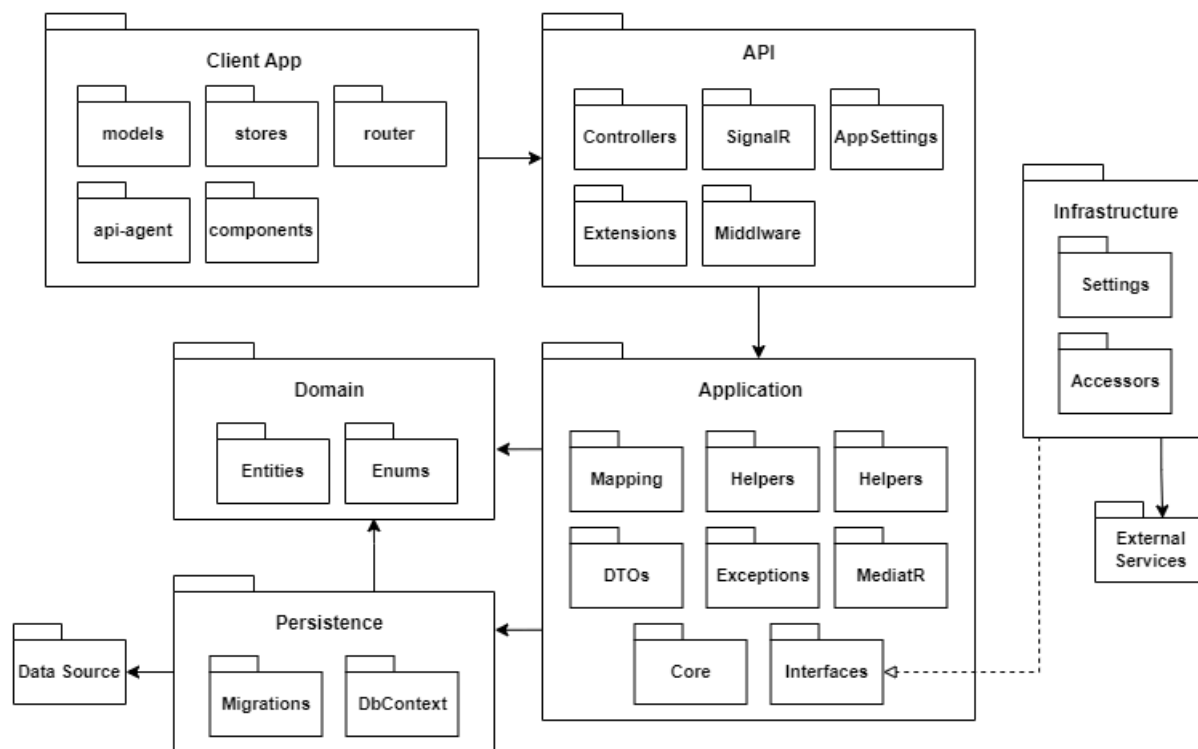 Client App
models
stores
router
api-agent
components
API
Controllers
SignalR
AppSettings
Extensions
Middlware
Infrastructure
Settings
Accessors
External
Services
Domain
Entities
Enums
Application
Mapping
Helpers
Helpers
DTOs
Exceptions
MediatR
Core
Interfaces
Persistence
Migrations
DbContext
Data Source